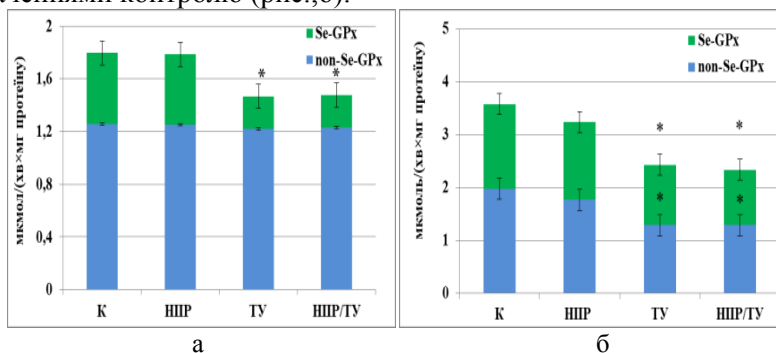 контролю (рис.,б).
2
1,6
1,2
0,8
0,4
0
мкмол/(хв×мг протеїну)
Se-GPx
non-Se-GPx
*
*
К
НПР
ТУ
НПР/ТУ
а
5
4
3
2
1
0
мкмоль/(хв×мг протеїну)
Se-GPx
non-Se-GPx
*
*
*
*
К
НПР
ТУ
НПР/ТУ
б